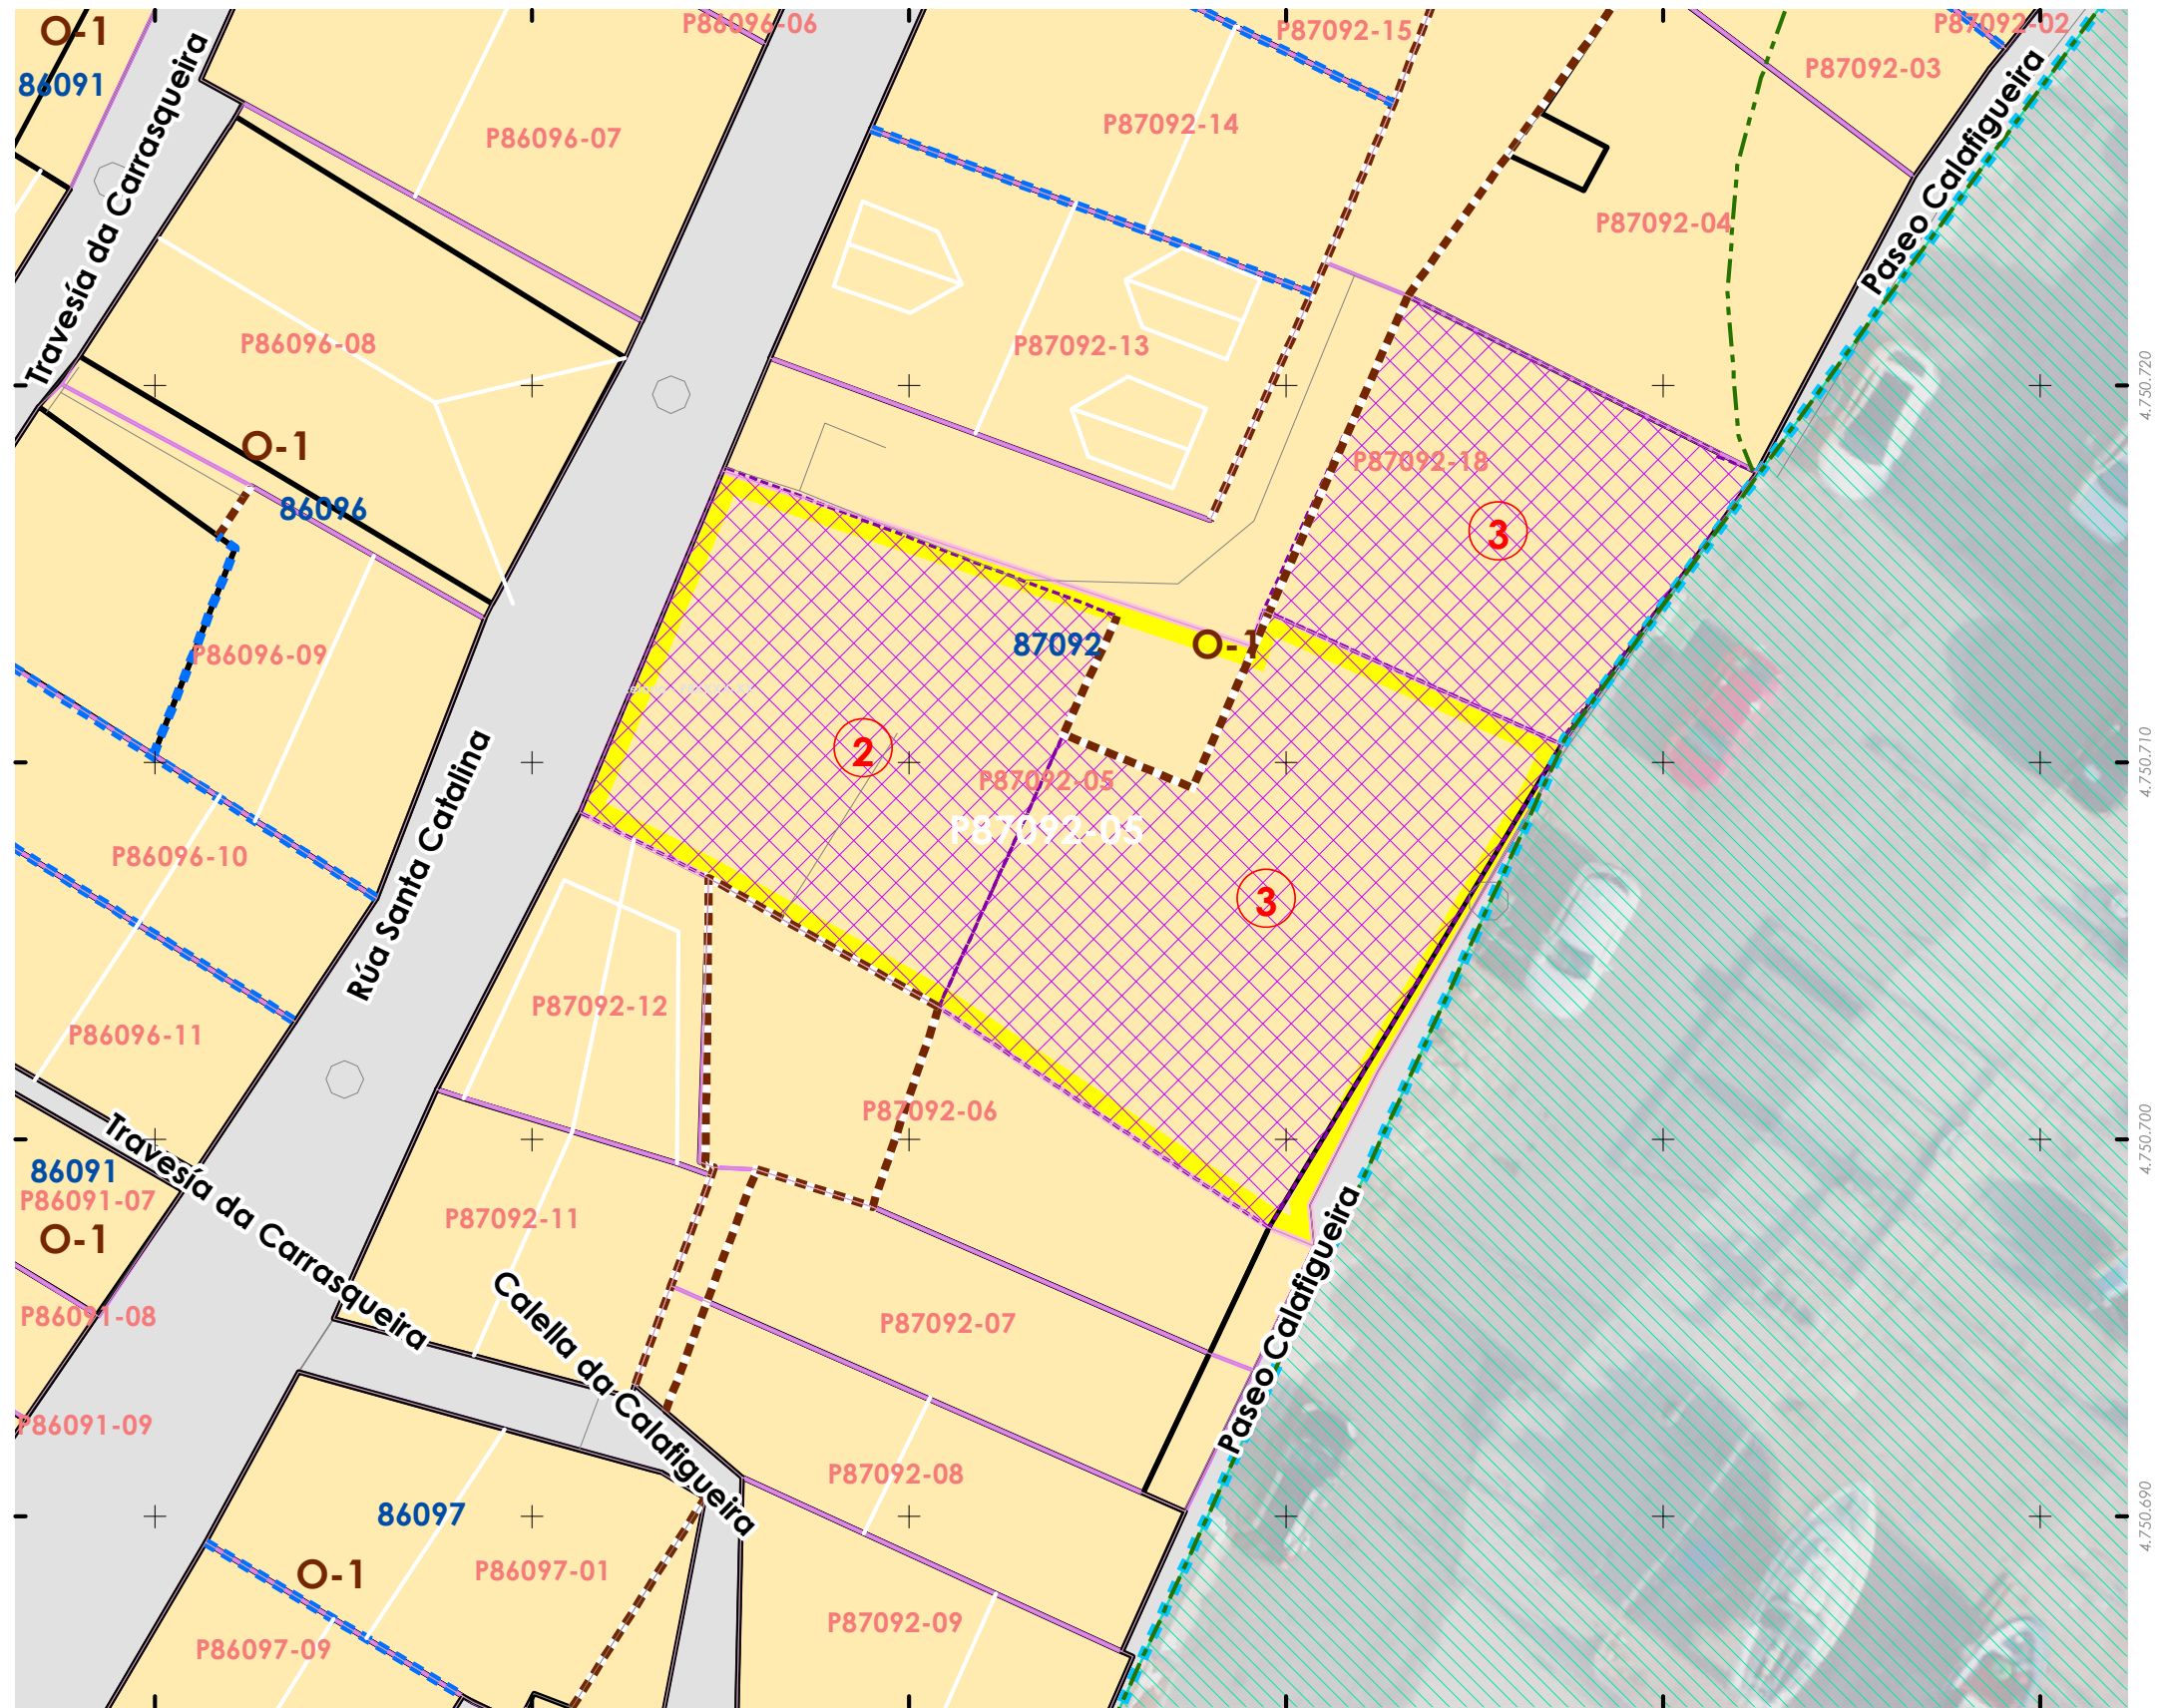 O-1
86091
Travesía da Carrasqueira
P86096-06
P86096-07
P87092-15
P87092-14
P87092-02
P87092-03
Paseo Calafigueira
P87092-04
P86096-08
P87092-13
4.750.720
O-1
86096
P87092-18
3
P86096-09
87092
O-1
2
P87092-05
P87092-05
4.750.710
Rúa Santa Catalina
P86096-10
3
P87092-12
P86096-11
P87092-06
4.750.700
Travesía da Carrasqueira
86091
P86091-07
O-1
P87092-11
Paseo Calafigueira
P86091-08
Calella da Calafigueira
P87092-07
P86091-09
P87092-08
86097
4.750.690
O-1
P86097-01
P87092-09
P86097-09